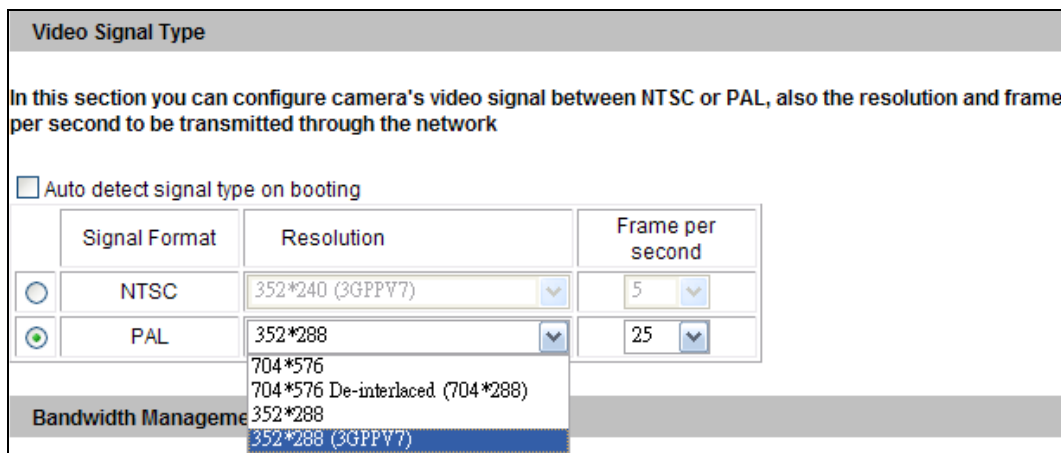 Video Signal Type
In this section you can configure camera's video signal between NTSC or PAL, also the resolution and frame
per second to be transmitted through the network
Auto detect signal type on booting
Signal Format Resolution Frame per
second
NTSC 352*240 (3GPPV7) 5
PAL 352*288 25
704*576
704*576 De-interlaced (704*288)
352*288
352*288 (3GPPV7)
Bandwidth Manageme